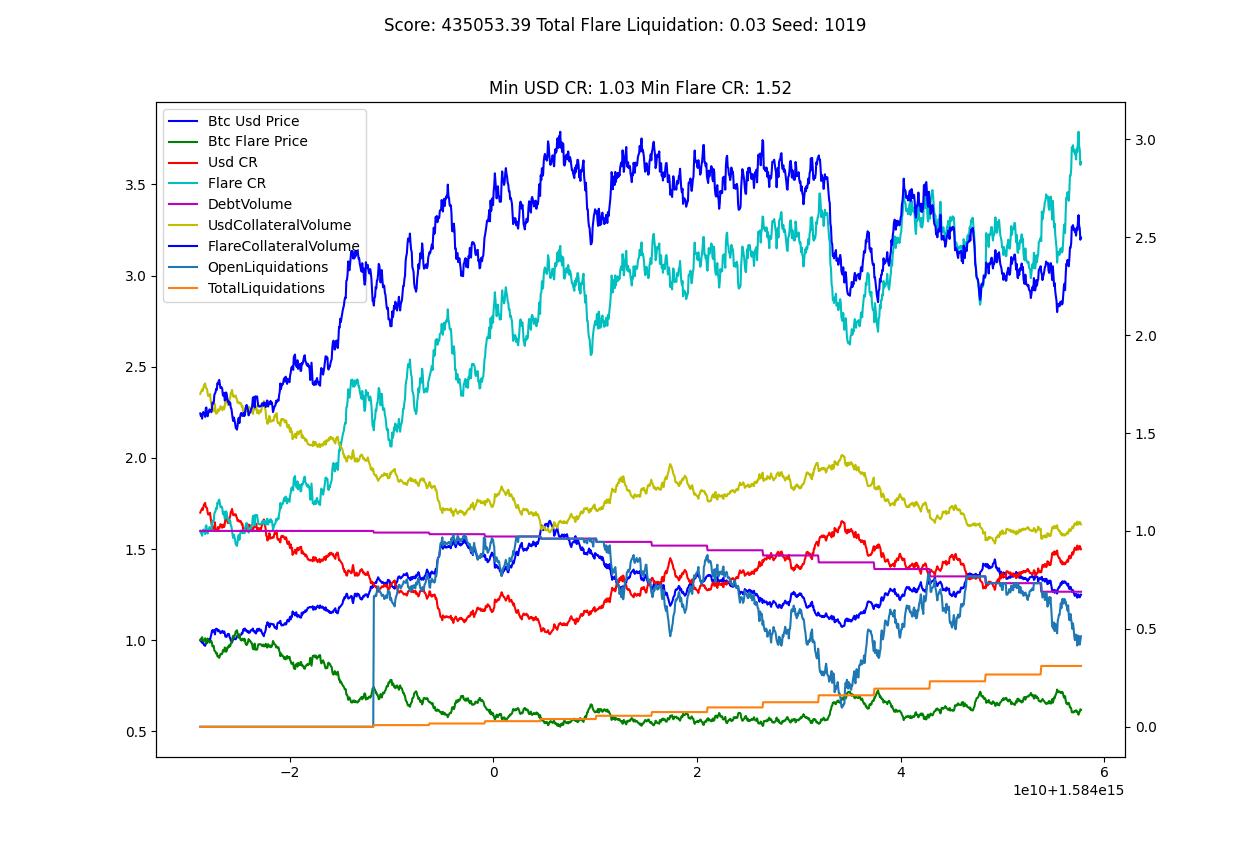 Score: 435053.39 Total Flare Liquidation: 0.03 Seed: 1019
Min USD CR: 1.03 Min Flare CR: 1.52
Btc Usd Price
Btc Flare Price
Usd CR
Flare CR
DebtVolume
UsdCollateralVolume
FlareCollateralVolume
OpenLiquidations
TotalLiquidations
3.5
3.0
2.5
2.0
1.5
1.0
0.5
3.0
2.5
2.0
1.5
1.0
0.5
0.0
−2 0 2 4 6
1e10+1.584e15